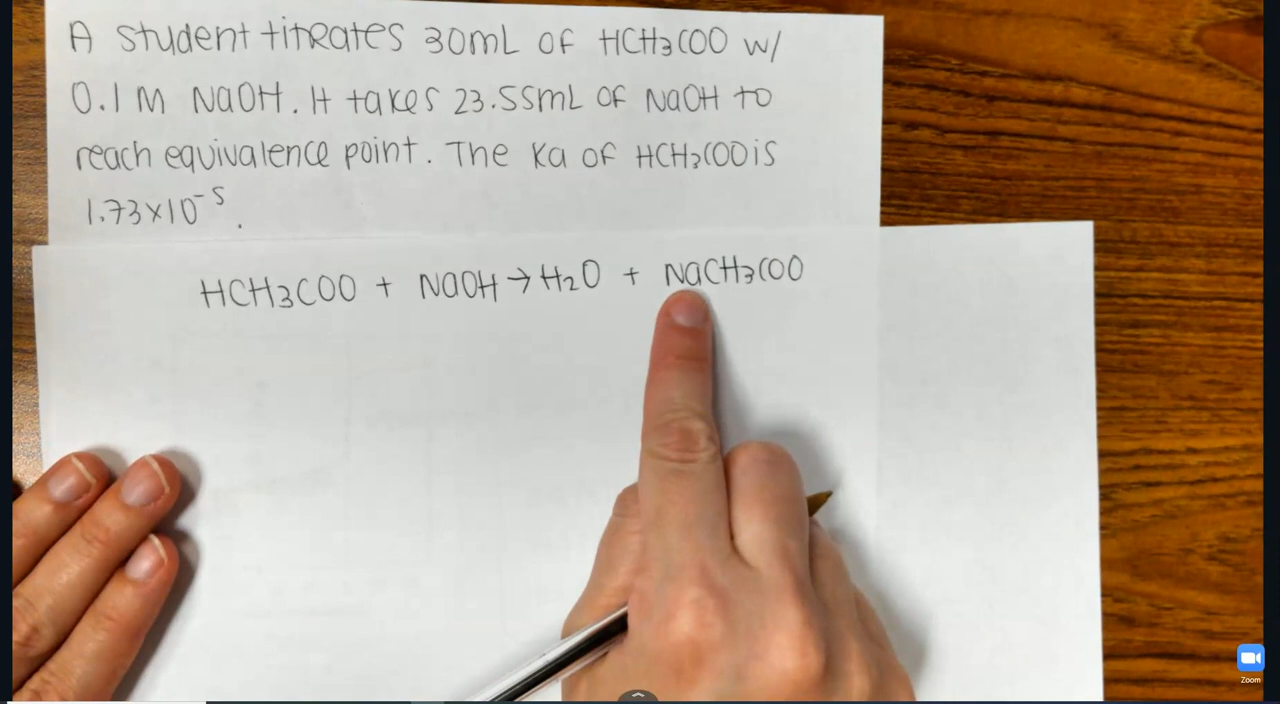 A student titrates 30mL of HCH₃COO w/
0.1 M NaOH. It takes 23.55mL of NaOH to
reach equivalence point. The Ka of HCH₃COO is
1.73×10⁻⁵.
HCH₃COO + NaOH → H₂O + NaCH₃COO
Zoom